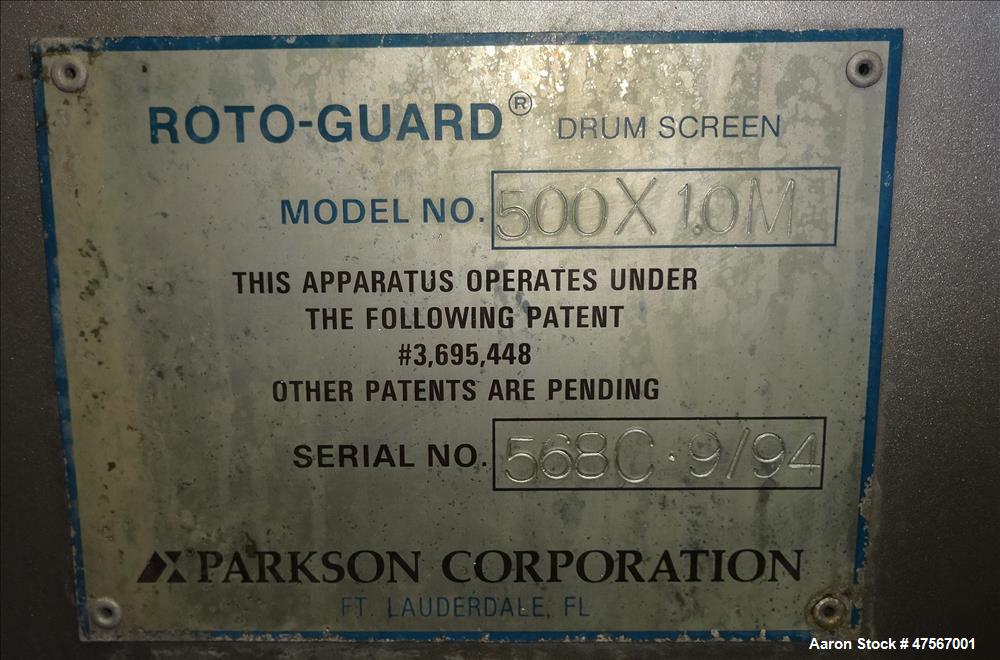 ROTO-GUARD® DRUM SCREEN
MODEL NO. 500X1.0M
THIS APPARATUS OPERATES UNDER
THE FOLLOWING PATENT
#3,695,448
OTHER PATENTS ARE PENDING
SERIAL NO. 568C·9/94
PARKSON CORPORATION
FT. LAUDERDALE, FL
Aaron Stock # 47567001